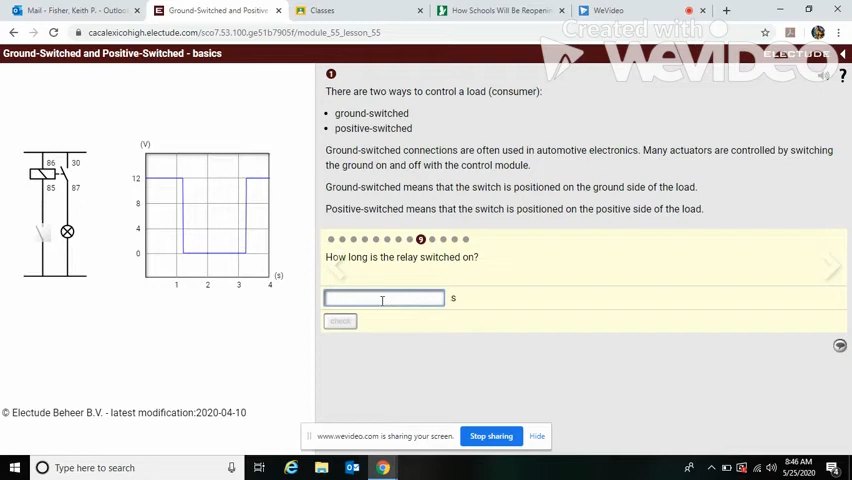 Mail - Fisher, Keith P. - Outloo
Ground-Switched and Positive
Classes
How Schools Will Be Reopenin
WeVideo
cacalexicohigh.electude.com/sco7.53.100.ge51b7905f/module_55_lesson_55
Created with
WEVIDEO
Ground-Switched and Positive-Switched - basics
ELECTUDE
?
1
There are two ways to control a load (consumer):
• ground-switched
• positive-switched
Ground-switched connections are often used in automotive electronics. Many actuators are controlled by switching
the ground on and off with the control module.
Ground-switched means that the switch is positioned on the ground side of the load.
Positive-switched means that the switch is positioned on the positive side of the load.
86 30
85 87
(V)
12
8
4
0
1 2 3 4
(s)
9
How long is the relay switched on?
s
check
© Electude Beheer B.V. - latest modification:2020-04-10
www.wevideo.com is sharing your screen.
Stop sharing
Hide
Type here to search
8:46 AM
5/25/2020
4